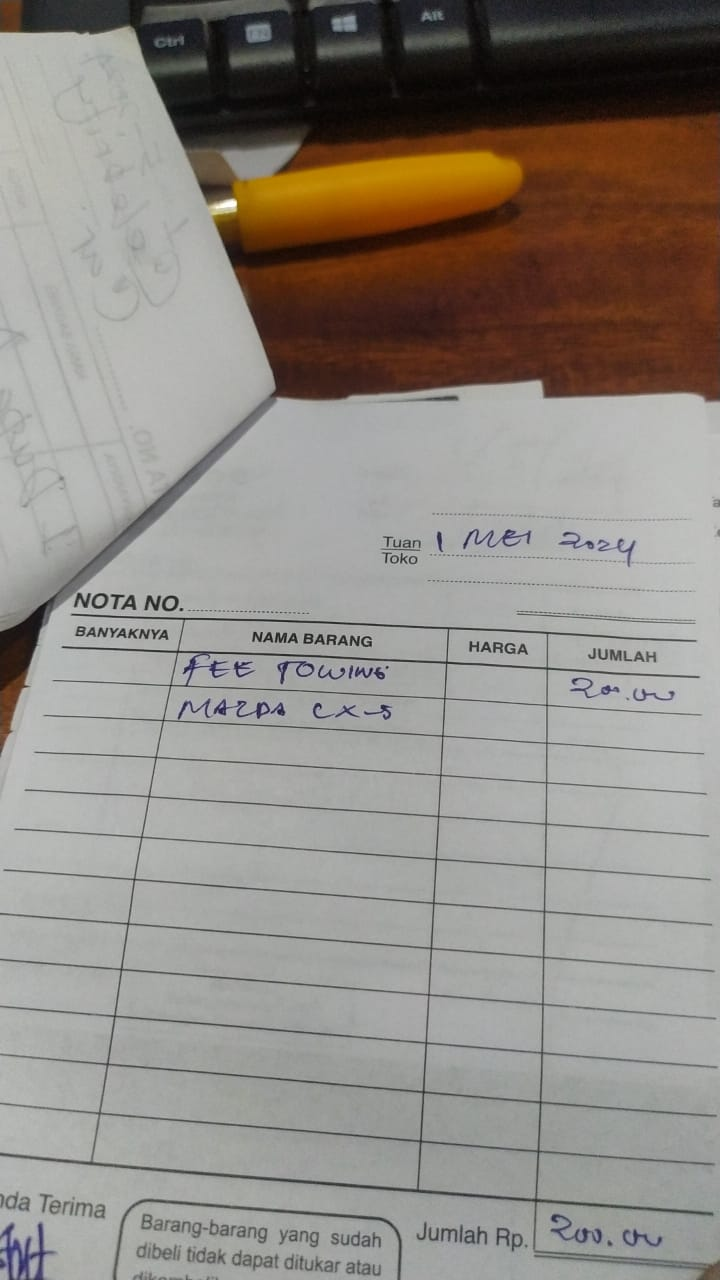 Ctrl
Alt
1 MEI 2024
Tuan
Toko
NOTA NO.
BANYAKNYA NAMA BARANG HARGA JUMLAH
FEE TOWING 200.00
MAZDA CX-5
Terima
Jumlah Rp. 200.00
Barang-barang yang sudah
dibeli tidak dapat ditukar atau